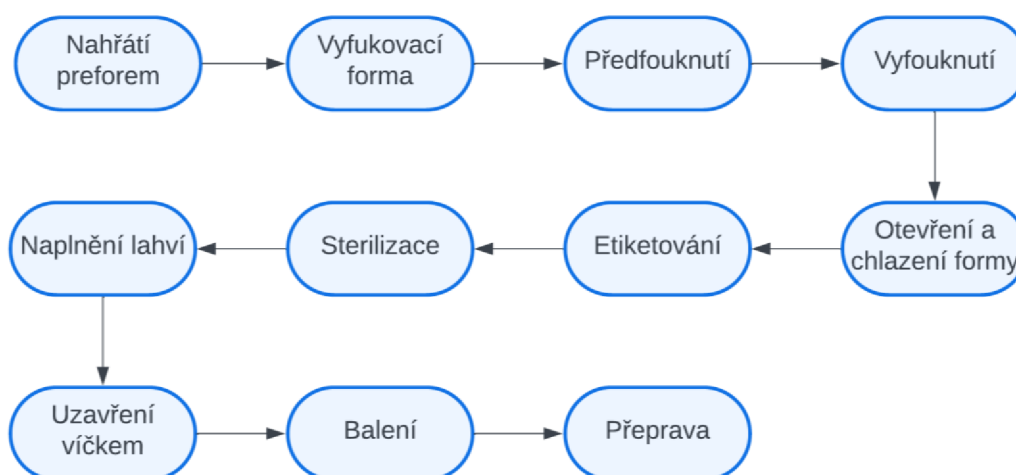 Nahřátí
preforem
Vyfukovací
forma
Předfouknutí
Vyfouknutí
Otevření a
chlazení formy
Etiketování
Sterilizace
Naplnění lahví
Uzavření
víčkem
Balení
Přeprava